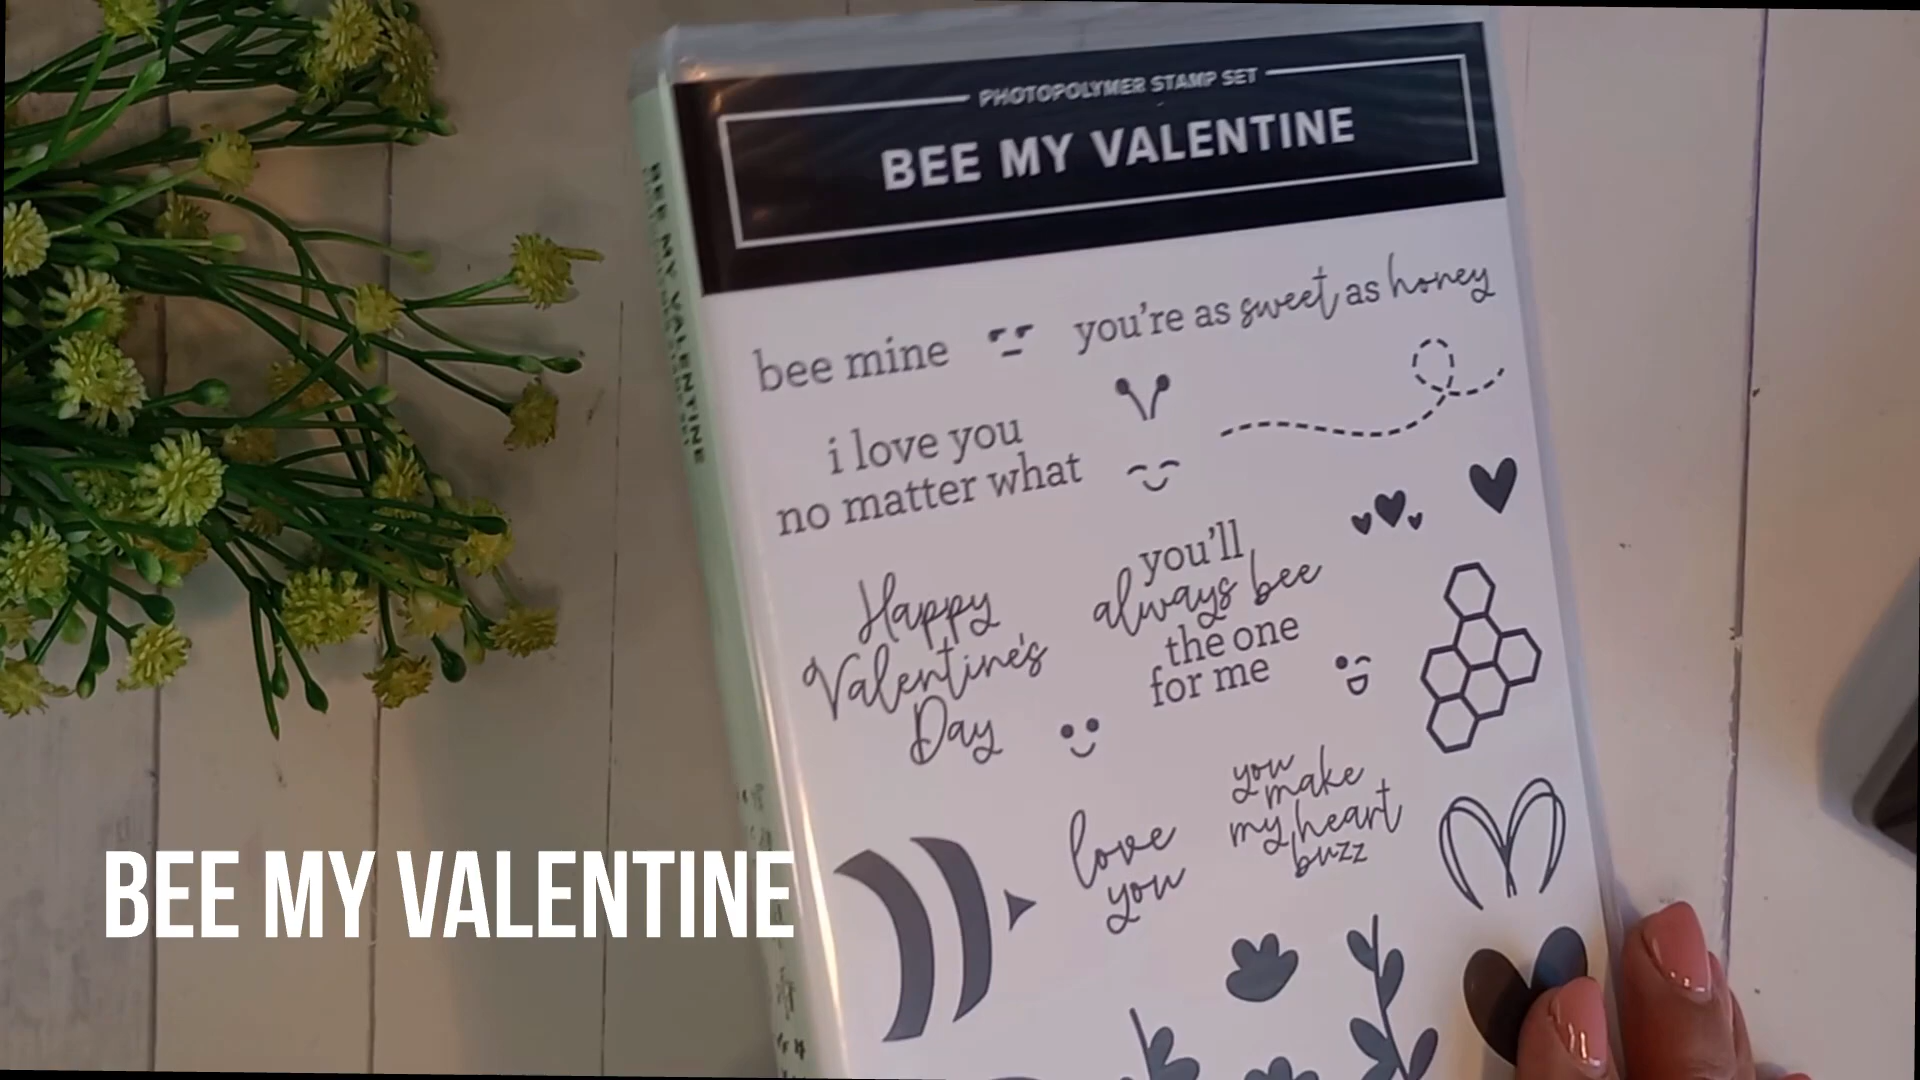 PHOTOPOLYMER STAMP SET
BEE MY VALENTINE
BEE MY VALENTINE
bee mine
you're as sweet as honey
i love you
no matter what
you'll
always bee
the one
for me
Happy
Valentine's
Day
you
make
my heart
buzz
love
you
BEE MY VALENTINE